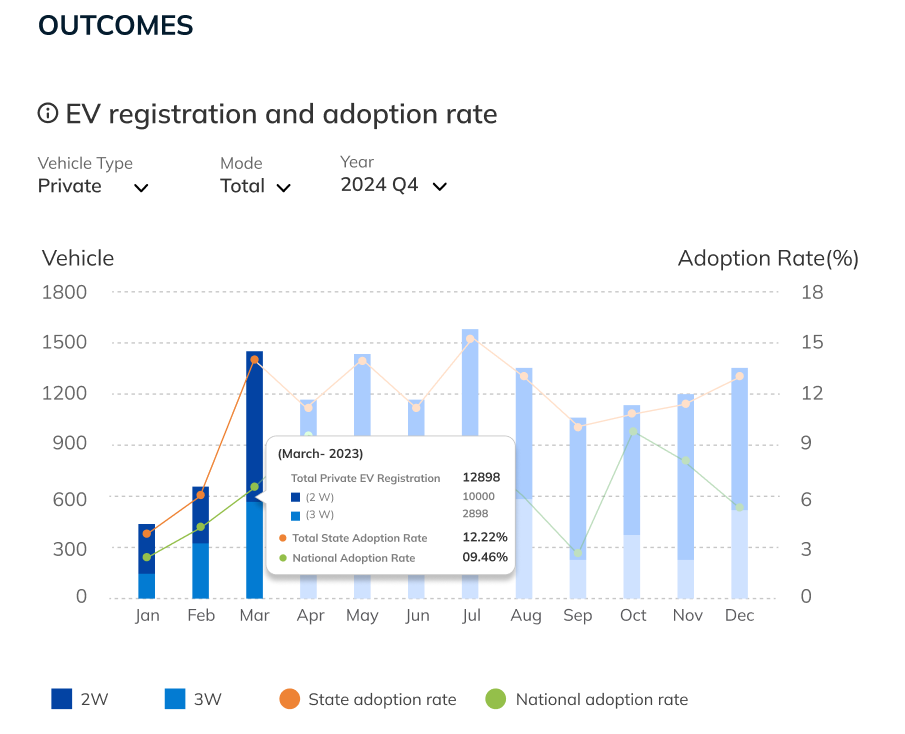 OUTCOMES
EV registration and adoption rate
Vehicle Type Mode Year
Private Total 2024 Q4
Vehicle Adoption Rate(%)
1800 18
1500 15
1200 12
900 9
(March- 2023)
Total Private EV Registration 12898
600 (2 W) 10000 6
(3 W) 2898
Total State Adoption Rate 12.22%
300 3
National Adoption Rate 09.46%
0 0
Jan Feb Mar Apr May Jun Jul Aug Sep Oct Nov Dec
2W 3W State adoption rate National adoption rate